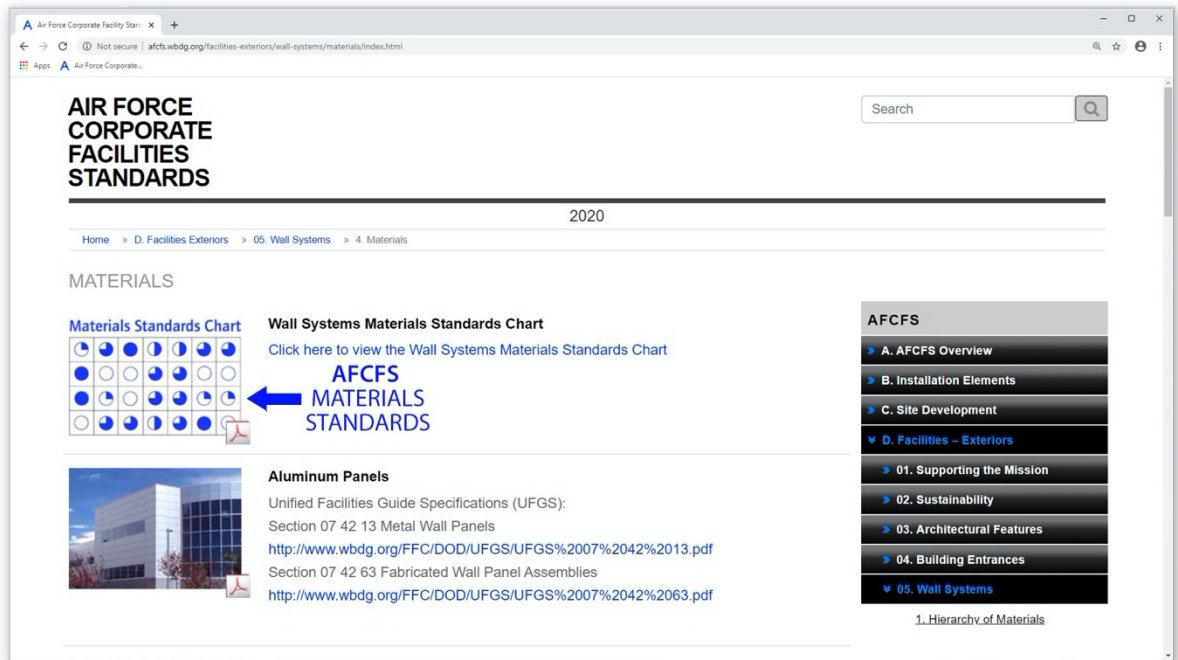 Air Force Corporate Facility Stan
Not secure | afcfs.wbdg.org/facilities-exteriors/wall-systems/materials/index.html
Apps Air Force Corporate...
AIR FORCE
CORPORATE
FACILITIES
STANDARDS
Search
2020
Home » D. Facilities Exteriors » 05. Wall Systems » 4. Materials
MATERIALS
Materials Standards Chart
Wall Systems Materials Standards Chart
Click here to view the Wall Systems Materials Standards Chart
AFCFS
MATERIALS
STANDARDS
Aluminum Panels
Unified Facilities Guide Specifications (UFGS):
Section 07 42 13 Metal Wall Panels
http://www.wbdg.org/FFC/DOD/UFGS/UFGS%2007%2042%2013.pdf
Section 07 42 63 Fabricated Wall Panel Assemblies
http://www.wbdg.org/FFC/DOD/UFGS/UFGS%2007%2042%2063.pdf
AFCFS
A. AFCFS Overview
B. Installation Elements
C. Site Development
D. Facilities – Exteriors
01. Supporting the Mission
02. Sustainability
03. Architectural Features
04. Building Entrances
05. Wall Systems
1. Hierarchy of Materials